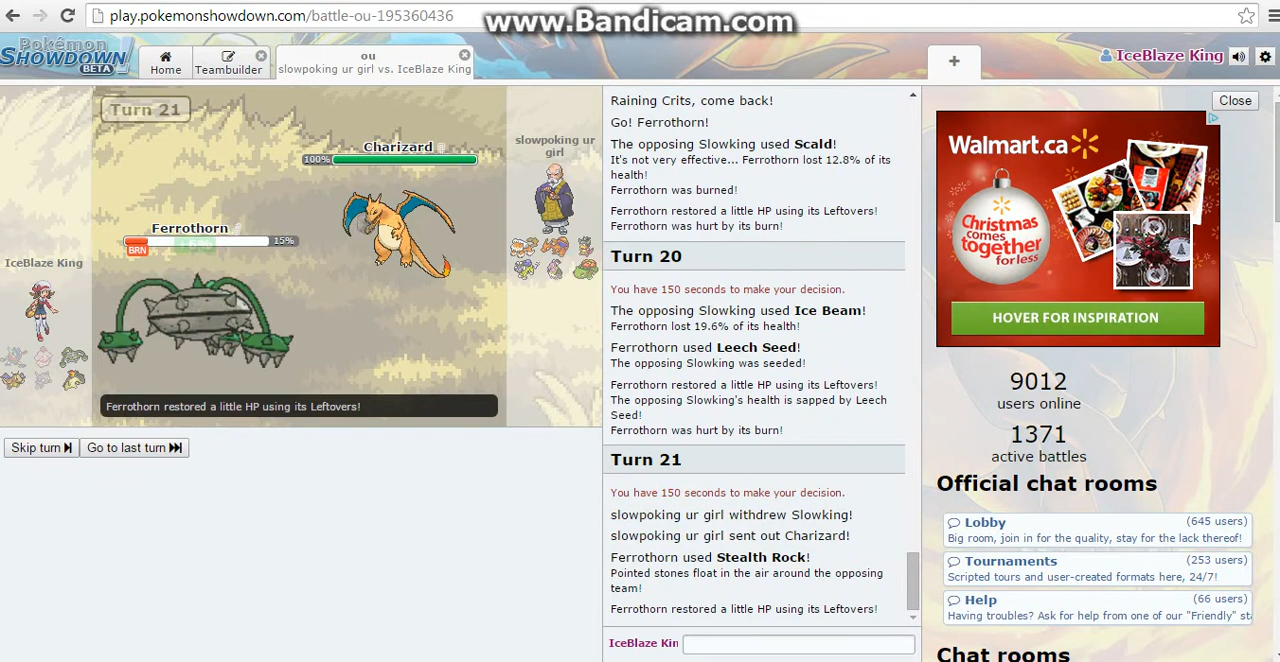 www.Bandicam.com
play.pokemonshowdown.com/battle-ou-195360436
Pokémon
SHOWDOWN!
BETA
Home
Teambuilder
ou
slowpoking ur girl vs. IceBlaze King
+
IceBlaze King
Turn 21
Charizard
100%
Ferrothorn
15%
BRN
IceBlaze King
slowpoking ur
girl
Ferrothorn restored a little HP using its Leftovers!
Skip turn
Go to last turn
Raining Crits, come back!
Go! Ferrothorn!
The opposing Slowking used Scald!
It's not very effective... Ferrothorn lost 12.8% of its
health!
Ferrothorn was burned!
Ferrothorn restored a little HP using its Leftovers!
Ferrothorn was hurt by its burn!
Turn 20
You have 150 seconds to make your decision.
The opposing Slowking used Ice Beam!
Ferrothorn lost 19.6% of its health!
Ferrothorn used Leech Seed!
The opposing Slowking was seeded!
Ferrothorn restored a little HP using its Leftovers!
The opposing Slowking's health is sapped by Leech
Seed!
Ferrothorn was hurt by its burn!
Turn 21
You have 150 seconds to make your decision.
slowpoking ur girl withdrew Slowking!
slowpoking ur girl sent out Charizard!
Ferrothorn used Stealth Rock!
Pointed stones float in the air around the opposing
team!
Ferrothorn restored a little HP using its Leftovers!
IceBlaze Kin
Close
Walmart.ca
Christmas
comes
together
for less
HOVER FOR INSPIRATION
9012
users online
1371
active battles
Official chat rooms
Lobby (645 users)
Big room, join in for the quality, stay for the lack thereof!
Tournaments (253 users)
Scripted tours and user-created formats here, 24/7!
Help (66 users)
Having troubles? Ask for help from one of our "Friendly" sta
Chat rooms